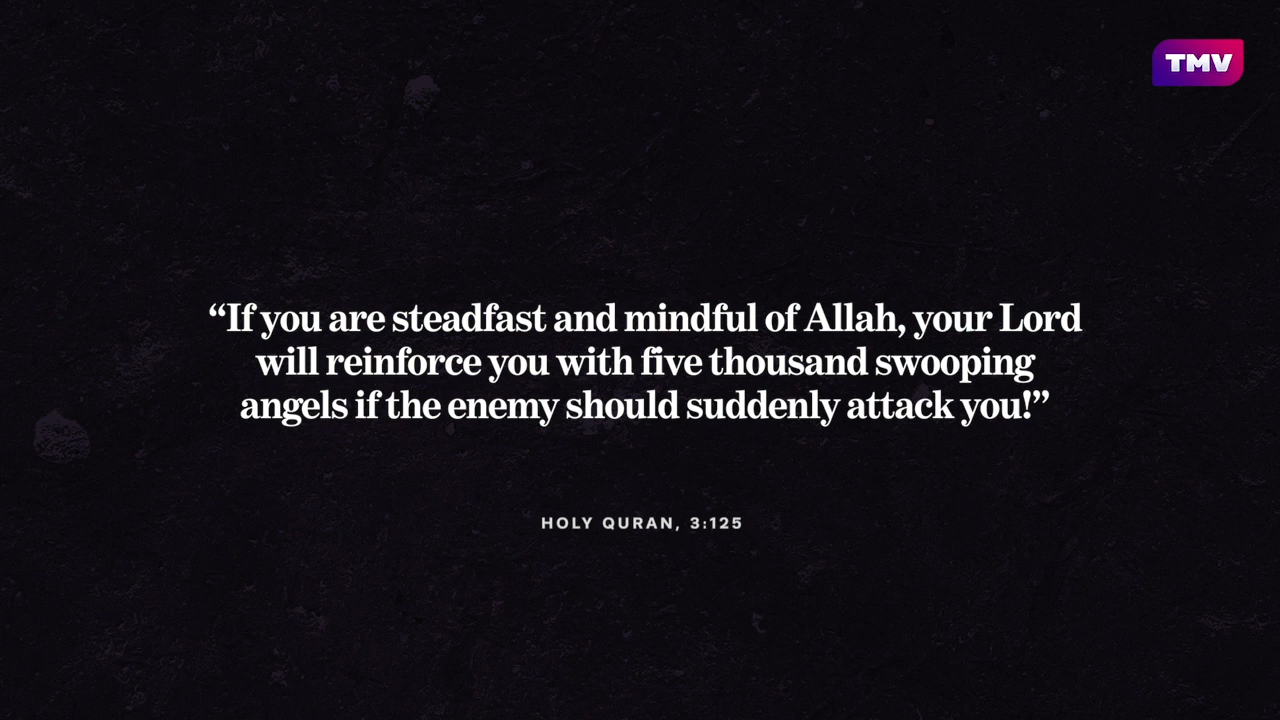 TMV
“If you are steadfast and mindful of Allah, your Lord
will reinforce you with five thousand swooping
angels if the enemy should suddenly attack you!”
HOLY QURAN, 3:125